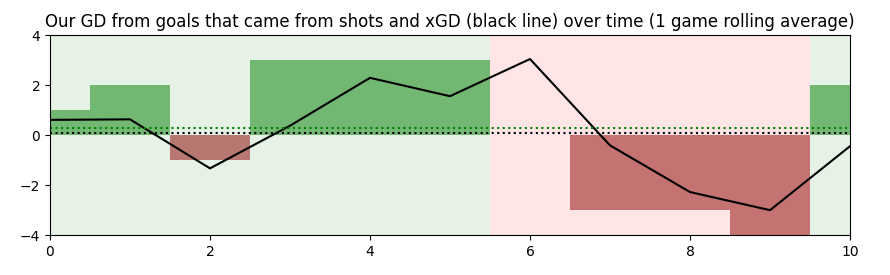 Our GD from goals that came from shots and xGD (black line) over time (1 game rolling average)
4
2
0
−2
−4
0 2 4 6 8 10